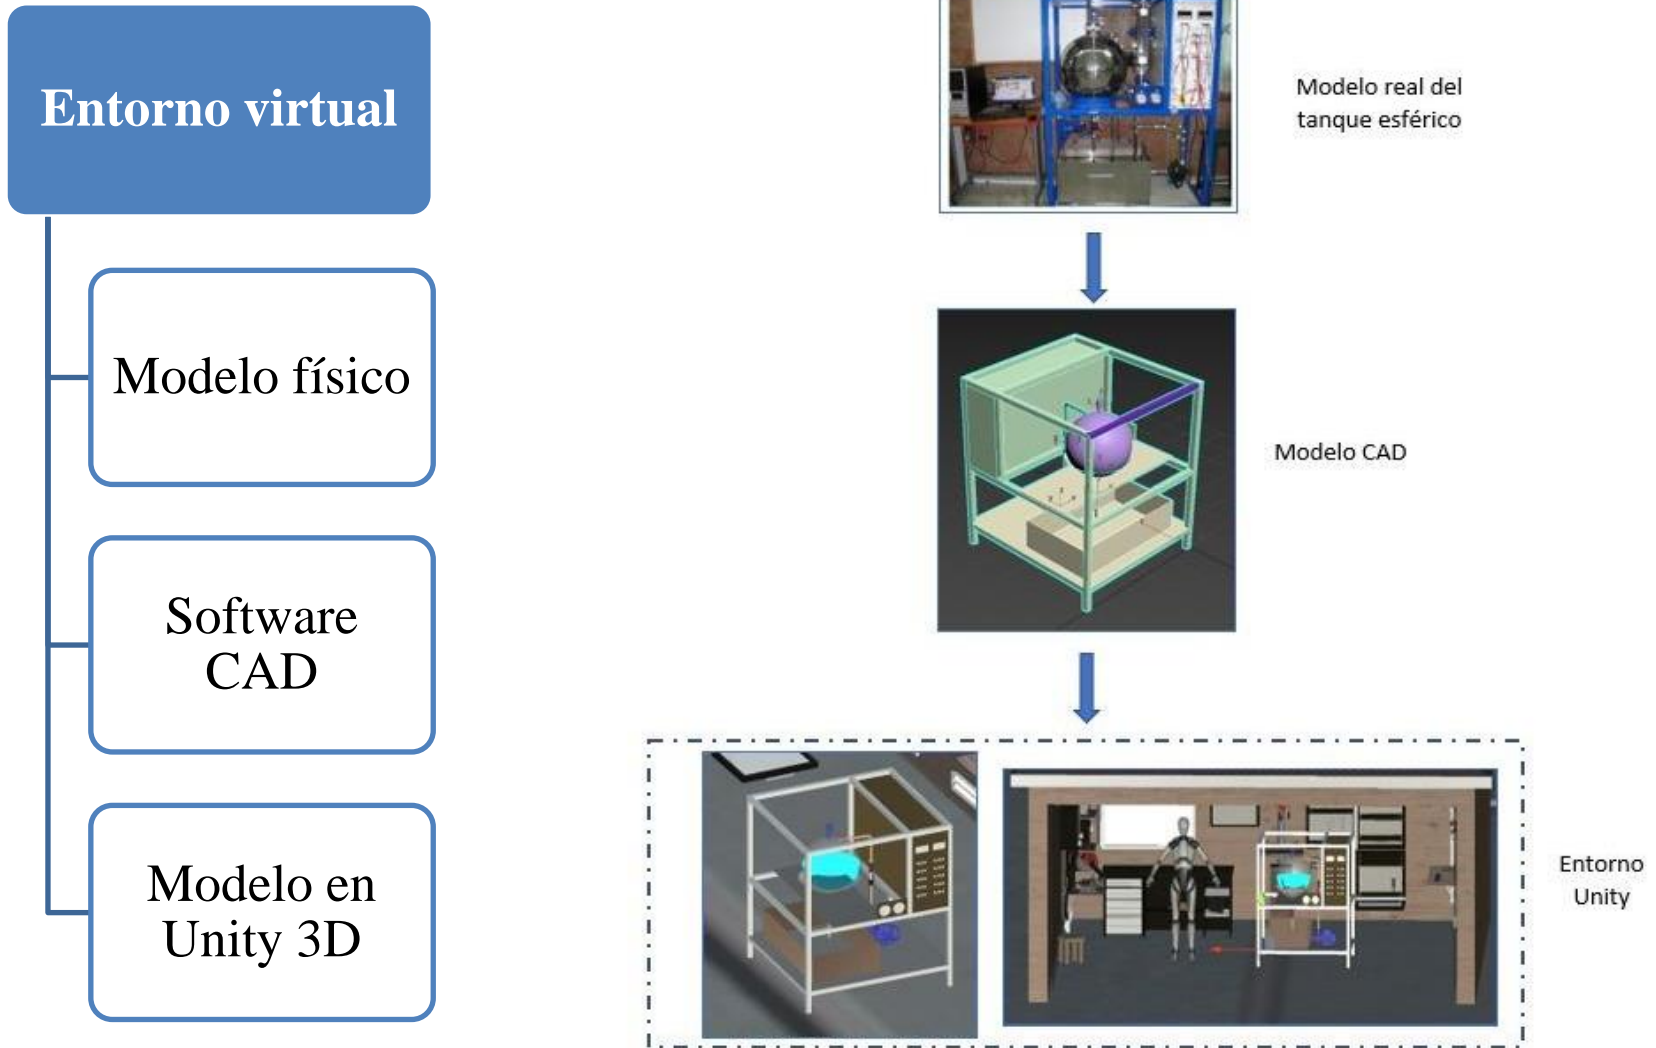 Entorno virtual
Modelo físico
Software
CAD
Modelo en
Unity 3D
Modelo real del
tanque esférico
Modelo CAD
Entorno
Unity